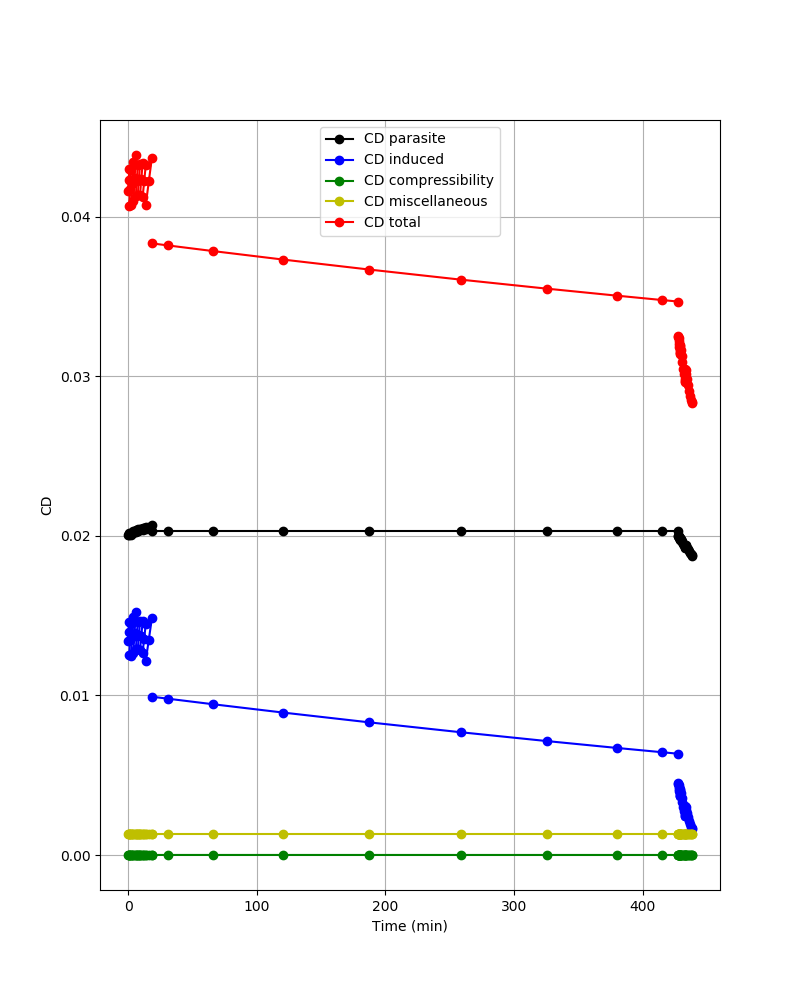 CD parasite
CD induced
CD compressibility
CD miscellaneous
CD total
0.04
0.03
0.02
0.01
0.00
CD
0 100 200 300 400
Time (min)